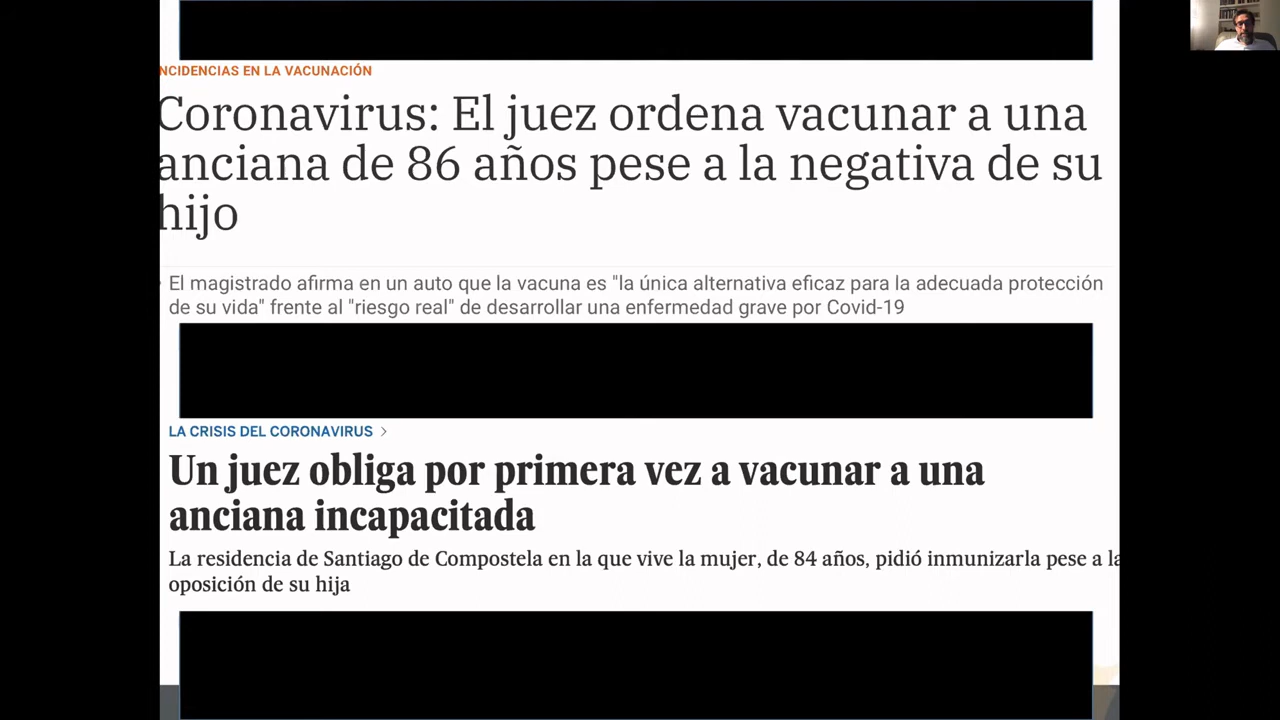 NCIDENCIAS EN LA VACUNACIÓN
Coronavirus: El juez ordena vacunar a una
anciana de 86 años pese a la negativa de su
hijo
El magistrado afirma en un auto que la vacuna es "la única alternativa eficaz para la adecuada protección
de su vida" frente al "riesgo real" de desarrollar una enfermedad grave por Covid-19
LA CRISIS DEL CORONAVIRUS >
Un juez obliga por primera vez a vacunar a una
anciana incapacitada
La residencia de Santiago de Compostela en la que vive la mujer, de 84 años, pidió inmunizarla pese a la
oposición de su hija